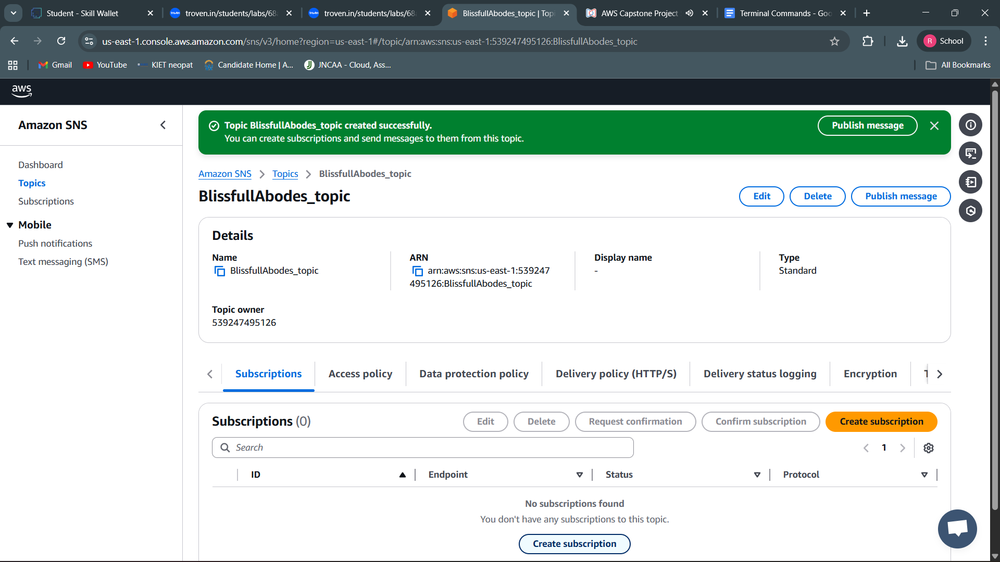 Student - Skill Wallet
troven.in/students/labs/68
troven.in/students/labs/68
BlissfullAbodes_topic | Topi
AWS Capstone Project
Terminal Commands - Goo
us-east-1.console.aws.amazon.com/sns/v3/home?region=us-east-1#/topic/arn:aws:sns:us-east-1:539247495126:BlissfullAbodes_topic
R School
Gmail
YouTube
KIET neopat
Candidate Home | A...
JNCAA - Cloud, Ass...
All Bookmarks
aws
Amazon SNS
Dashboard
Topics
Subscriptions
Mobile
Push notifications
Text messaging (SMS)
Topic BlissfullAbodes_topic created successfully.
You can create subscriptions and send messages to them from this topic.
Publish message
Amazon SNS
Topics
BlissfullAbodes_topic
BlissfullAbodes_topic
Edit
Delete
Publish message
Details
Name
BlissfullAbodes_topic
ARN
arn:aws:sns:us-east-1:539247
495126:BlissfullAbodes_topic
Display name
-
Type
Standard
Topic owner
539247495126
Subscriptions
Access policy
Data protection policy
Delivery policy (HTTP/S)
Delivery status logging
Encryption
Subscriptions (0)
Edit
Delete
Request confirmation
Confirm subscription
Create subscription
Search
1
ID
Endpoint
Status
Protocol
No subscriptions found
You don't have any subscriptions to this topic.
Create subscription